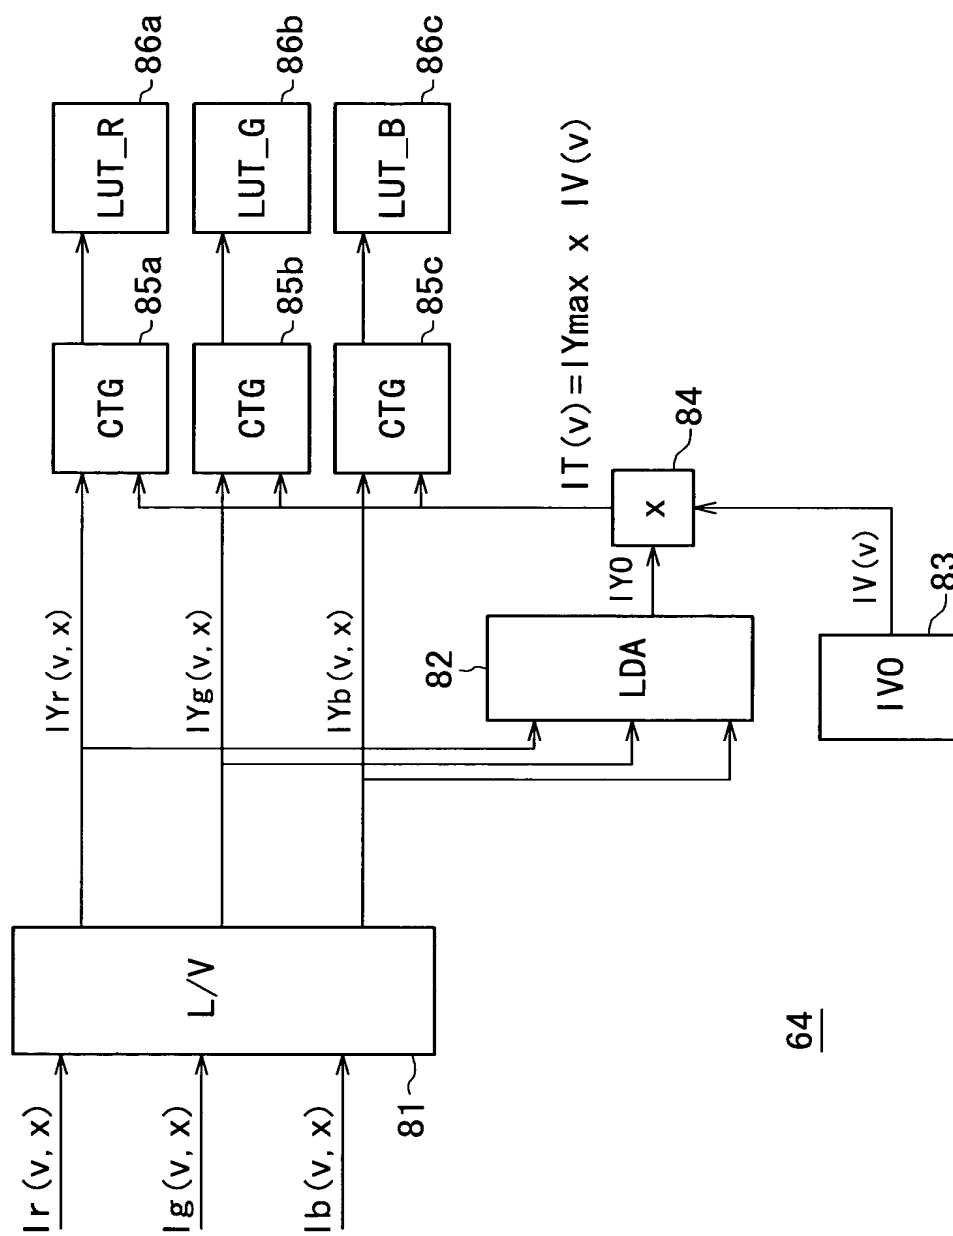 Ir(v,x)
Ig(v,x)
Ib(v,x)
L/V
81
IYr(v,x)
IYg(v,x)
IYb(v,x)
CTG
85a
CTG
85b
CTG
85c
LUT_R
86a
LUT_G
86b
LUT_B
86c
82
LDA
IY0
x
84
IT(v)=IYmax x IV(v)
IV0
83
IV(v)
64